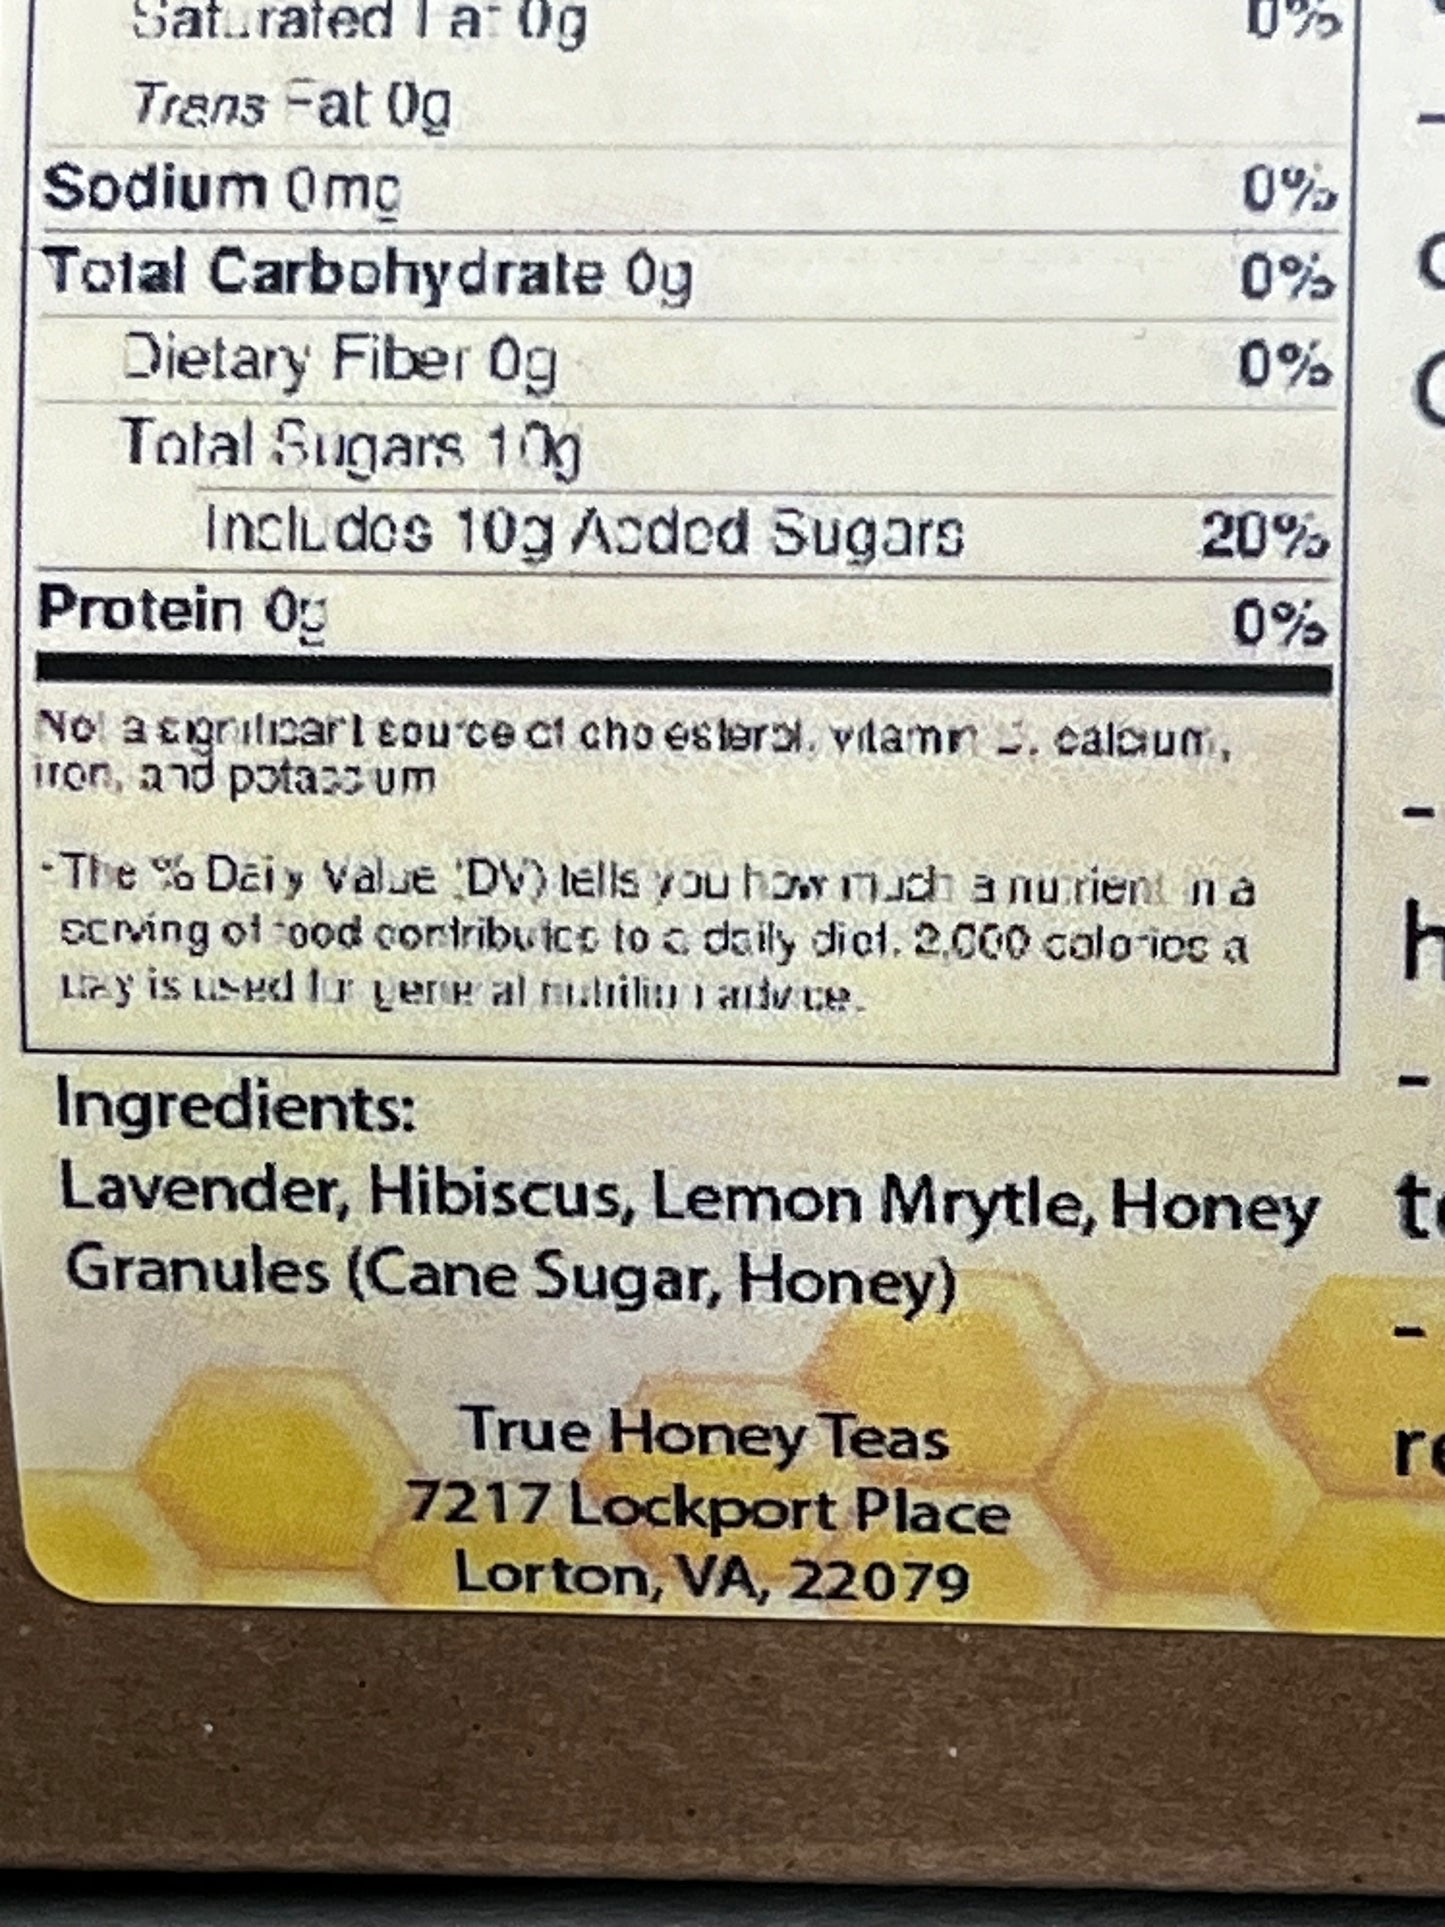 Saturated Fat 0g 0%
Trans Fat 0g
Sodium 0mg 0%
Total Carbohydrate 0g 0%
Dietary Fiber 0g 0%
Total Sugars 10g
Includes 10g Added Sugars 20%
Protein 0g 0%
Not a significant source of cholesterol, vitamin D, calcium,
iron, and potassium
*The % Daily Value (DV) tells you how much a nutrient in a
serving of food contributes to a daily diet. 2,000 calories a
day is used for general nutrition advice.
Ingredients:
Lavender, Hibiscus, Lemon Mrytle, Honey
Granules (Cane Sugar, Honey)
True Honey Teas
7217 Lockport Place
Lorton, VA, 22079